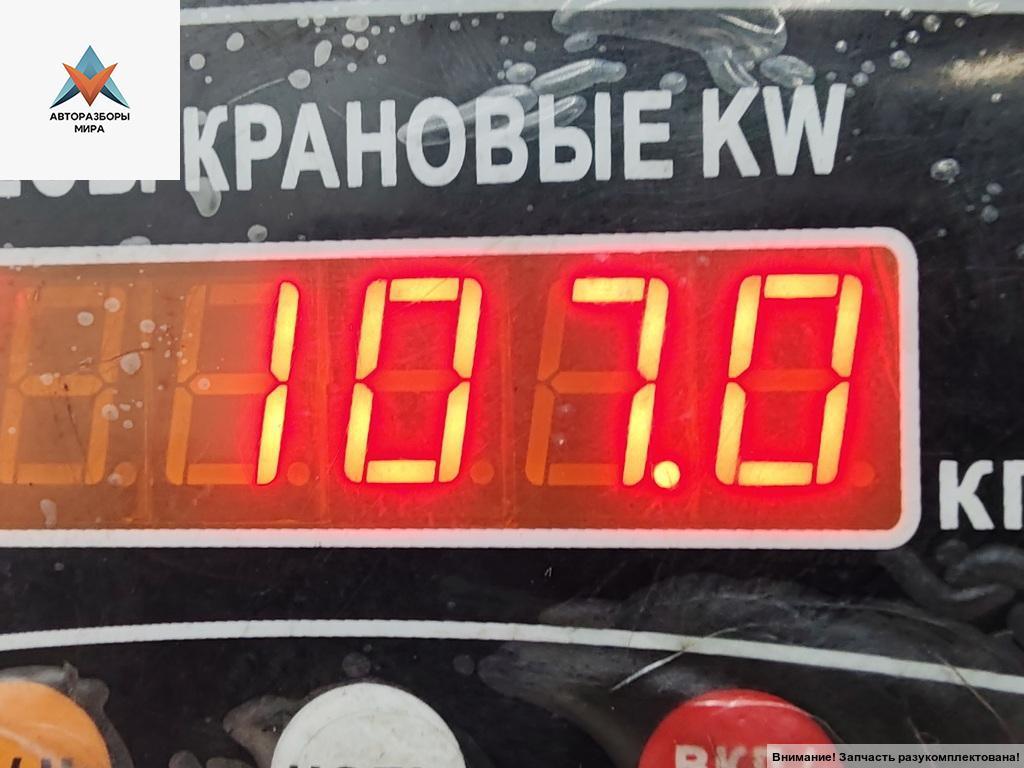 АВТОРАЗБОРЫ
МИРА
КРАНОВЫЕ KW
107.0
Внимание! Запчасть разукомплектована!